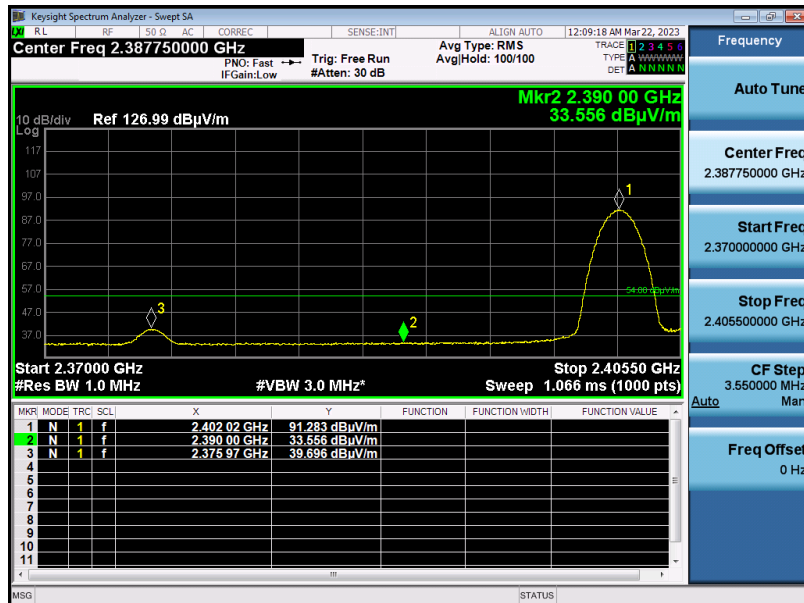 Keysight Spectrum Analyzer - Swept SA
LXI RL RF 50 Ω AC CORREC SENSE:INT ALIGN AUTO 12:09:18 AM Mar 22, 2023
Center Freq 2.387750000 GHz
PNO: Fast
IFGain:Low
Trig: Free Run
#Atten: 30 dB
Avg Type: RMS
Avg|Hold: 100/100
TRACE 1 2 3 4 5 6
TYPE A WWWWW
DET A N N N N N
Mkr2 2.390 00 GHz
33.556 dBµV/m
10 dB/div Ref 126.99 dBµV/m
Log
117
107
97.0
87.0
77.0
67.0
57.0
47.0
37.0
1
2
3
54.00 dBµV/m
Start 2.37000 GHz Stop 2.40550 GHz
#Res BW 1.0 MHz #VBW 3.0 MHz* Sweep 1.066 ms (1000 pts)
MKR MODE TRC SCL X Y FUNCTION FUNCTION WIDTH FUNCTION VALUE
1 N 1 f 2.402 02 GHz 91.283 dBµV/m
2 N 1 f 2.390 00 GHz 33.556 dBµV/m
3 N 1 f 2.375 97 GHz 39.696 dBµV/m
4
5
6
7
8
9
10
11
MSG STATUS
Frequency
Auto Tune
Center Freq
2.387750000 GHz
Start Freq
2.370000000 GHz
Stop Freq
2.405500000 GHz
CF Step
3.550000 MHz
Auto Man
Freq Offset
0 Hz